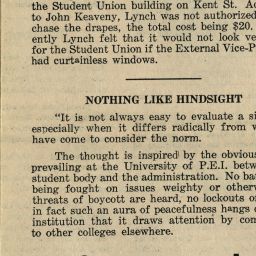 the Student Union building on Kent St. Ac
to John Keaveny, Lynch was not authorized
chase the drapes, the total cost being $20.
ently Lynch felt that it would not look ve
for the Student Union if the External Vice-P
had curtainless windows.
NOTHING LIKE HINDSIGHT
"It is not always easy to evaluate a si
especially when it differs radically from w
have come to consider the norm.
The thought is inspired by the obvious
prevailing at the University of P.E.I. betw
student body and the administration. No ba
being fought on issues weighty or otherw
threats of boycott are heard, no lockouts o
in fact such an aura of peacefulness hangs o
institution that it draws attention by com
to other colleges elsewhere.